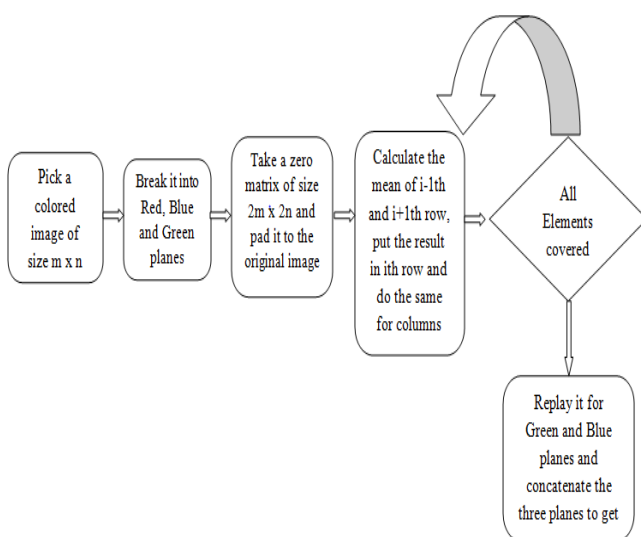 Pick a
colored
image of
size m x n
Break it into
Red, Blue
and Green
planes
Take a zero
matrix of size
2m x 2n and
pad it to the
original image
Calculate the
mean of i-1th
and i+1th row,
put the result
in ith row and
do the same
for columns
All
Elements
covered
Replay it for
Green and Blue
planes and
concatenate the
three planes to get